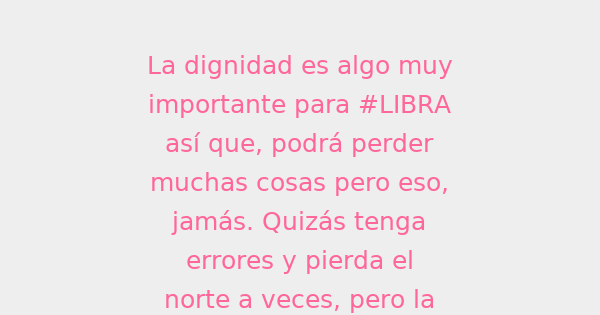 La dignidad es algo muy
importante para #LIBRA
así que, podrá perder
muchas cosas pero eso,
jamás. Quizás tenga
errores y pierda el
norte a veces, pero la